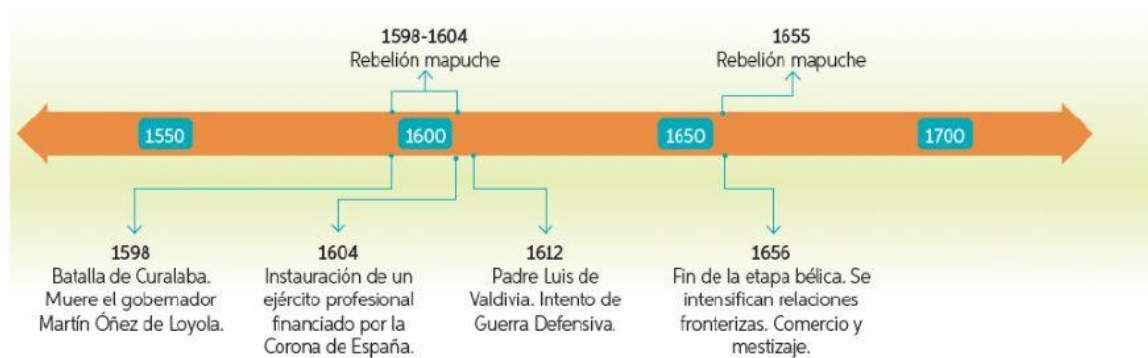 1598-1604
Rebelión mapuche
1655
Rebelión mapuche
1550
1600
1650
1700
1598
Batalla de Curalaba.
Muere el gobernador
Martín Óñez de Loyola.
1604
Instauración de un
ejército profesional
financiado por la
Corona de España.
1612
Padre Luis de
Valdivia. Intento de
Guerra Defensiva.
1656
Fin de la etapa bélica. Se
intensifican relaciones
fronterizas. Comercio y
mestizaje.